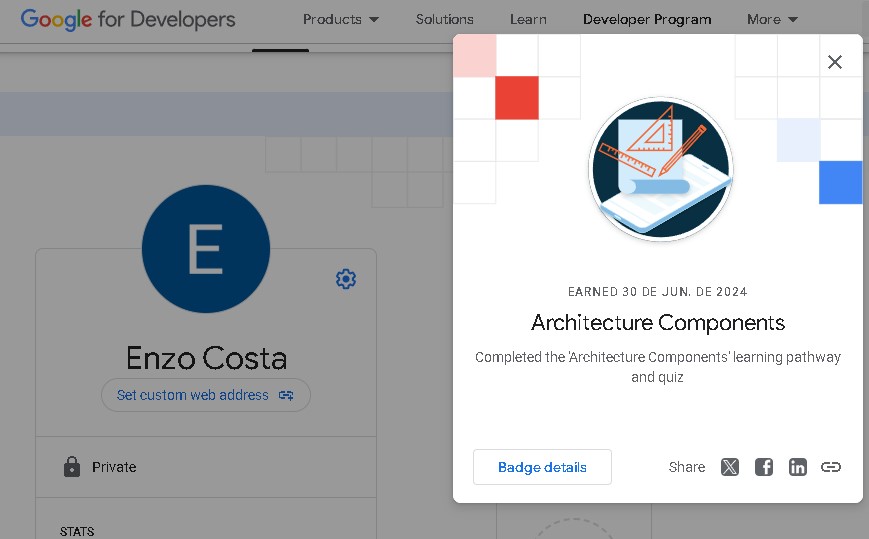 Google for Developers
Products
Solutions
Learn
Developer Program
More
E
Enzo Costa
Set custom web address
Private
STATS
EARNED 30 DE JUN. DE 2024
Architecture Components
Completed the 'Architecture Components' learning pathway
and quiz
Badge details
Share
X
f
in